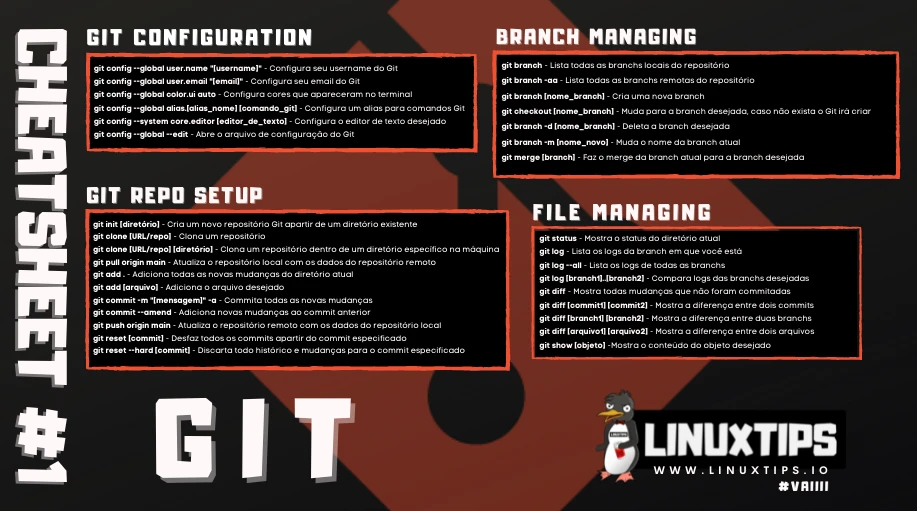 CHEATSHEET #1
GIT CONFIGURATION
git config --global user.name "[username]" - Configura seu username do Git
git config --global user.email "[email]" - Configura seu email do Git
git config --global color.ui auto - Configura cores que apareceram no terminal
git config --global alias.[alias_nome] [comando_git] - Configura um alias para comandos Git
git config --system core.editor [editor_de_texto] - Configura o editor de texto desejado
git config --global --edit - Abre o arquivo de configuração do Git
GIT REPO SETUP
git init [diretório] - Cria um novo repositório Git apartir de um diretório existente
git clone [URL/repo] - Clona um repositório
git clone [URL/repo] [diretório] - Clona um repositório dentro de um diretório específico na máquina
git pull origin main - Atualiza o repositório local com os dados do repositório remoto
git add . - Adiciona todas as novas mudanças do diretório atual
git add [arquivo] - Adiciona o arquivo desejado
git commit -m "[mensagem]" -a - Commita todas as novas mudanças
git commit --amend - Adiciona novas mudanças ao commit anterior
git push origin main - Atualiza o repositório remoto com os dados do repositório local
git reset [commit] - Desfaz todos os commits apartir do commit especificado
git reset --hard [commit] - Discarta todo histórico e mudanças para o commit especificado
BRANCH MANAGING
git branch - Lista todas as branchs locais do repositório
git branch -aa - Lista todas as branchs remotas do repositório
git branch [nome_branch] - Cria uma nova branch
git checkout [nome_branch] - Muda para a branch desejada, caso não exista o Git irá criar
git branch -d [nome_branch] - Deleta a branch desejada
git branch -m [nome_novo] - Muda o nome da branch atual
git merge [branch] - Faz o merge da branch atual para a branch desejada
FILE MANAGING
git status - Mostra o status do diretório atual
git log - Lista os logs da branch em que você está
git log --all - Lista os logs de todas as branchs
git log [branch1]..[branch2] - Compara logs das branchs desejadas
git diff - Mostra todas mudanças que não foram commitadas
git diff [commit1] [commit2] - Mostra a diferença entre dois commits
git diff [branch1] [branch2] - Mostra a diferença entre duas branchs
git diff [arquivo1] [arquivo2] - Mostra a diferença entre dois arquivos
git show [objeto] -Mostra o conteúdo do objeto desejado
GIT
LINUXTIPS
WWW.LINUXTIPS.IO
#VAIIII